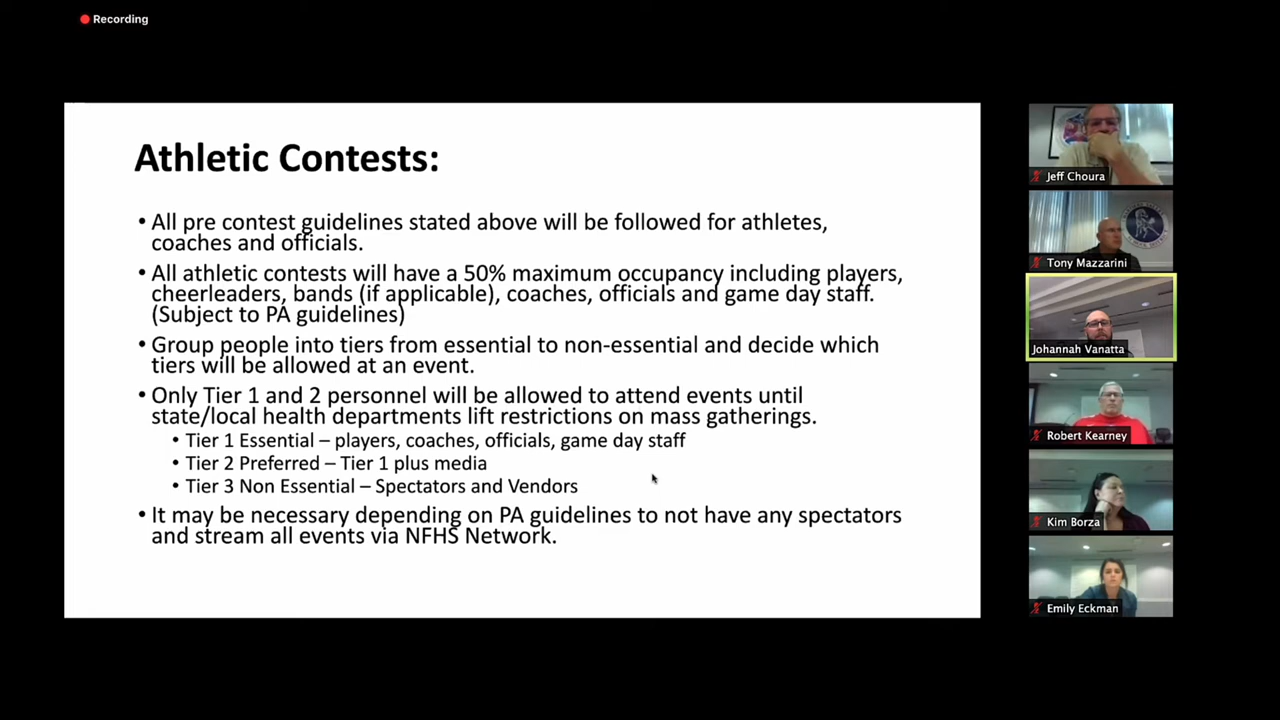 Recording
Athletic Contests:
• All pre contest guidelines stated above will be followed for athletes,
coaches and officials.
• All athletic contests will have a 50% maximum occupancy including players,
cheerleaders, bands (if applicable), coaches, officials and game day staff.
(Subject to PA guidelines)
• Group people into tiers from essential to non-essential and decide which
tiers will be allowed at an event.
• Only Tier 1 and 2 personnel will be allowed to attend events until
state/local health departments lift restrictions on mass gatherings.
• Tier 1 Essential – players, coaches, officials, game day staff
• Tier 2 Preferred – Tier 1 plus media
• Tier 3 Non Essential – Spectators and Vendors
• It may be necessary depending on PA guidelines to not have any spectators
and stream all events via NFHS Network.
Jeff Choura
Tony Mazzarini
Johannah Vanatta
Robert Kearney
Kim Borza
Emily Eckman